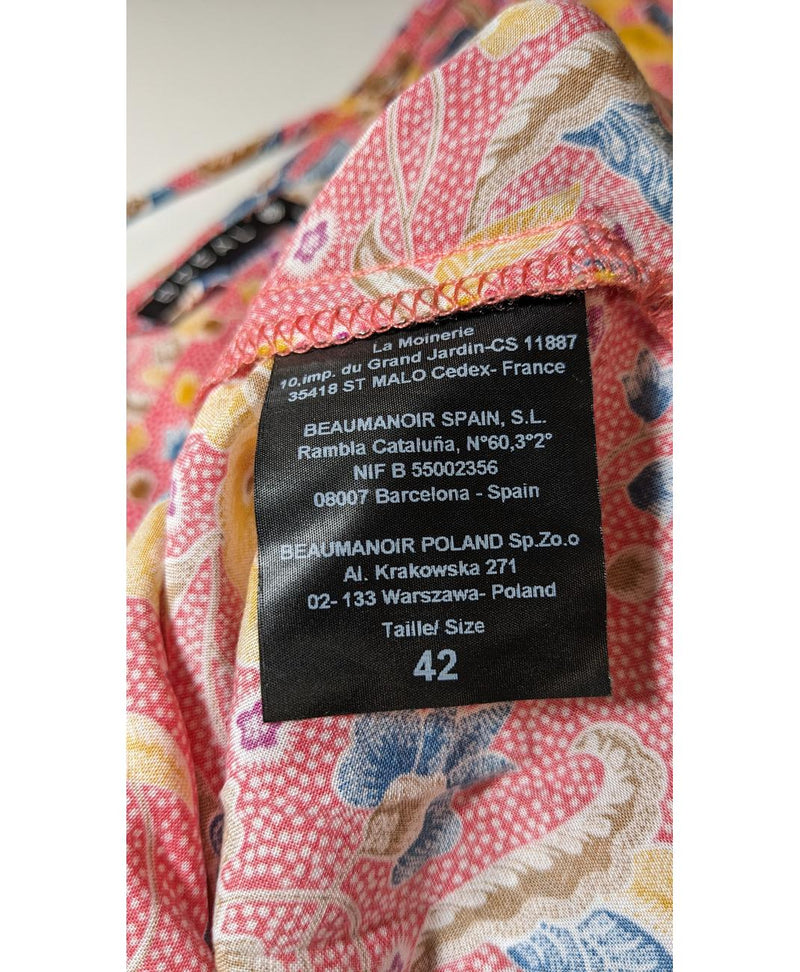 La Moinerie
10,imp. du Grand Jardin-CS 11887
35418 ST MALO Cedex- France
BEAUMANOIR SPAIN, S.L.
Rambla Cataluña, N°60,3°2°
NIF B 55002356
08007 Barcelona - Spain
BEAUMANOIR POLAND Sp.Zo.o
Al. Krakowska 271
02- 133 Warszawa- Poland
Taille/ Size
42